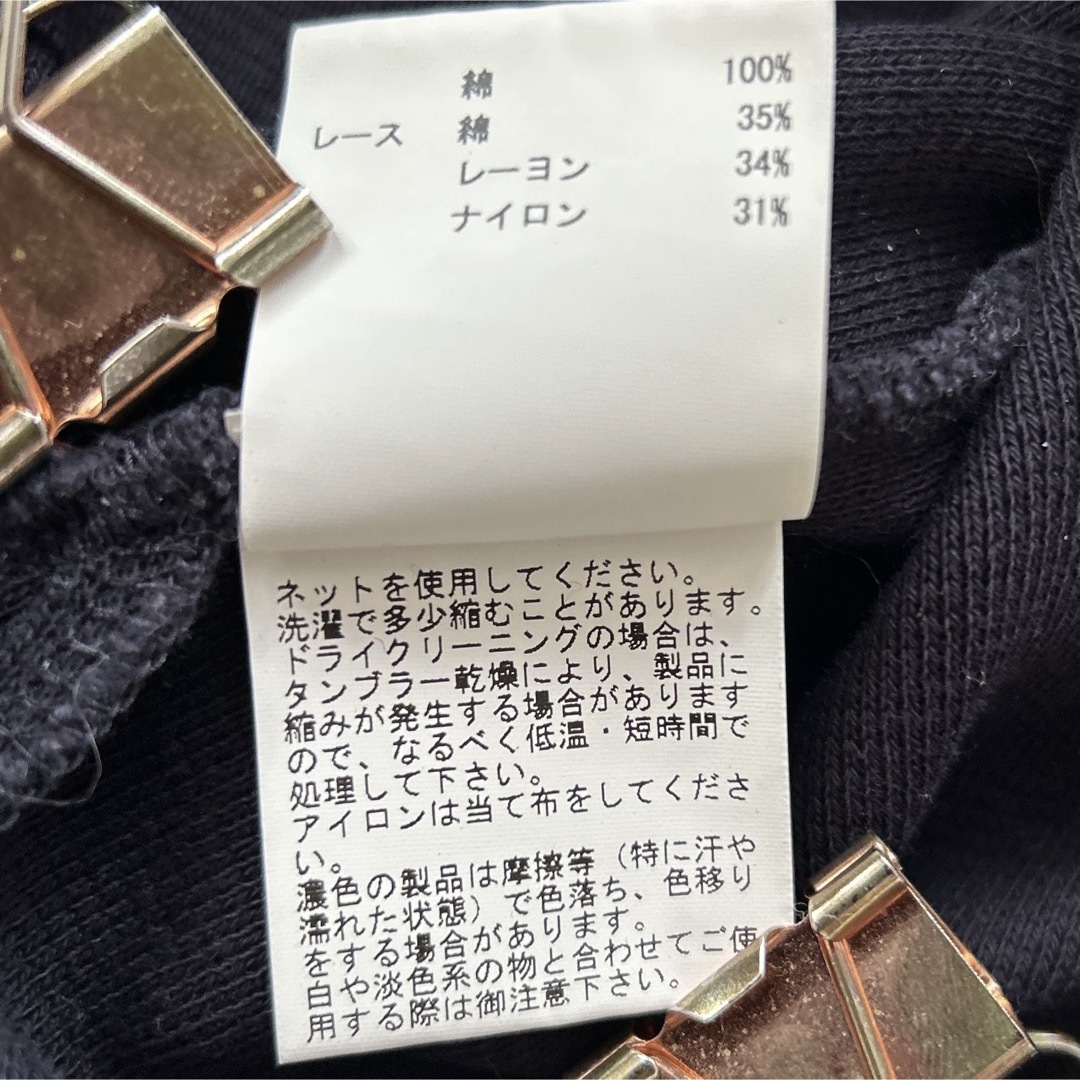 綿 100%
レース 綿 35%
レーヨン 34%
ナイロン 31%
ネットを使用してください。
洗濯で多少縮むことがあります。
ドライクリーニングの場合は、
タンブラー乾燥により、製品に
縮みが発生する場合があります
ので、なるべく低温・短時間で
処理して下さい。
アイロンは当て布をしてくださ
い。
濃色の製品は摩擦等(特に汗や
濡れた状態)で色落ち、色移り
をする場合があります。
白や淡色系の物と合わせてご使
用する際は御注意下さい。